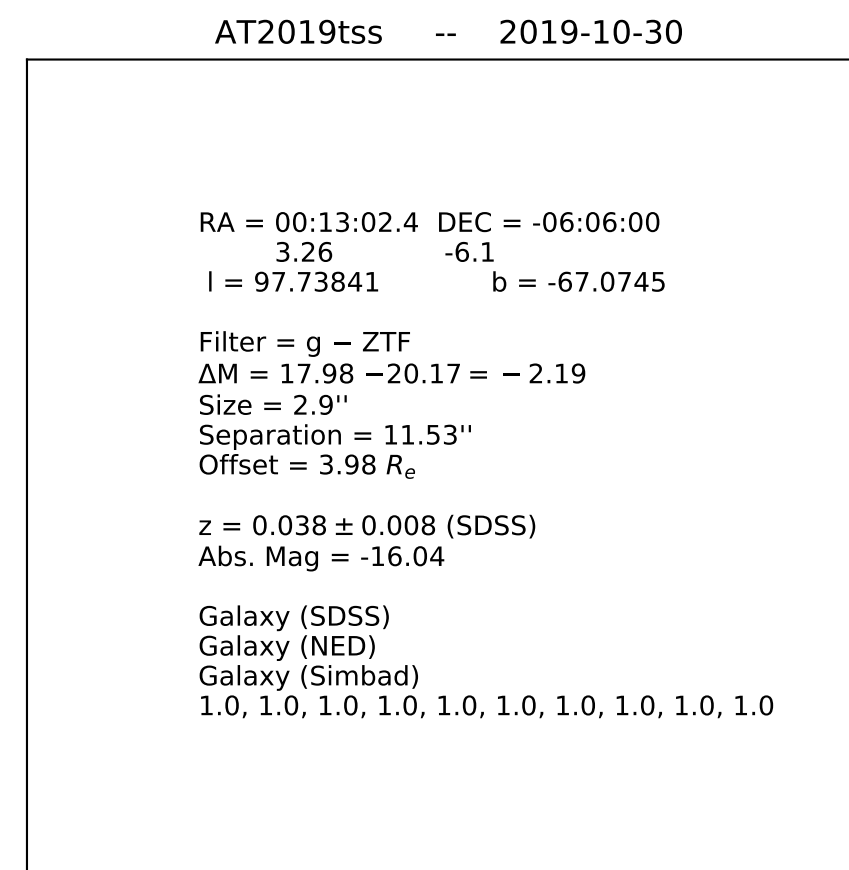 AT2019tss -- 2019-10-30
RA = 00:13:02.4 DEC = -06:06:00
3.26 -6.1
l = 97.73841 b = -67.0745
Filter = g − ZTF
ΔM = 17.98 −20.17 = − 2.19
Size = 2.9''
Separation = 11.53''
Offset = 3.98 Re
z = 0.038 ± 0.008 (SDSS)
Abs. Mag = -16.04
Galaxy (SDSS)
Galaxy (NED)
Galaxy (Simbad)
1.0, 1.0, 1.0, 1.0, 1.0, 1.0, 1.0, 1.0, 1.0, 1.0